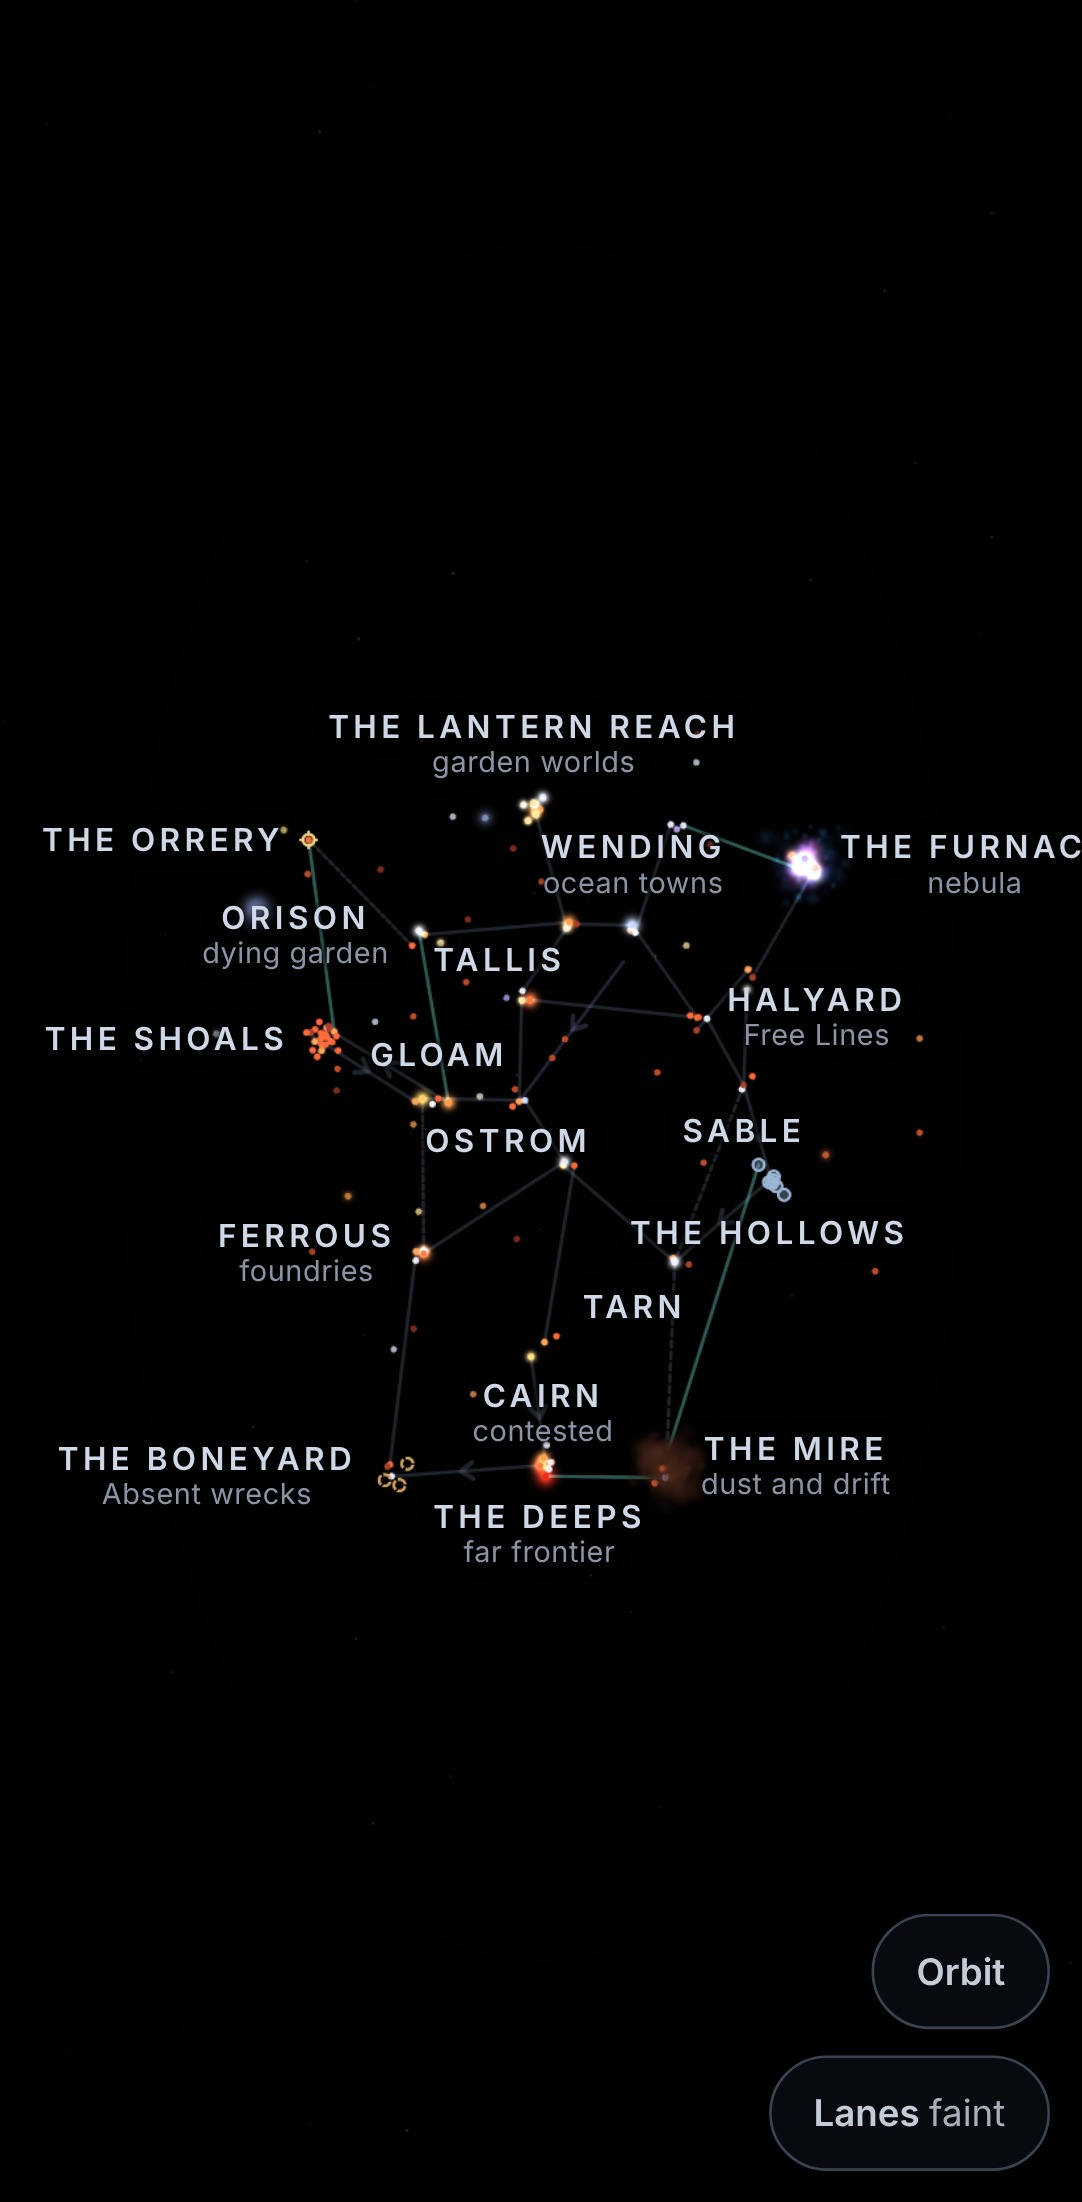 THE LANTERN REACH
garden worlds
THE ORRERY
WENDING
ocean towns
THE FURNAC
nebula
ORISON
dying garden
TALLIS
HALYARD
Free Lines
THE SHOALS
GLOAM
OSTROM
SABLE
FERROUS
foundries
THE HOLLOWS
TARN
CAIRN
contested
THE BONEYARD
Absent wrecks
THE MIRE
dust and drift
THE DEEPS
far frontier
Orbit
Lanes faint